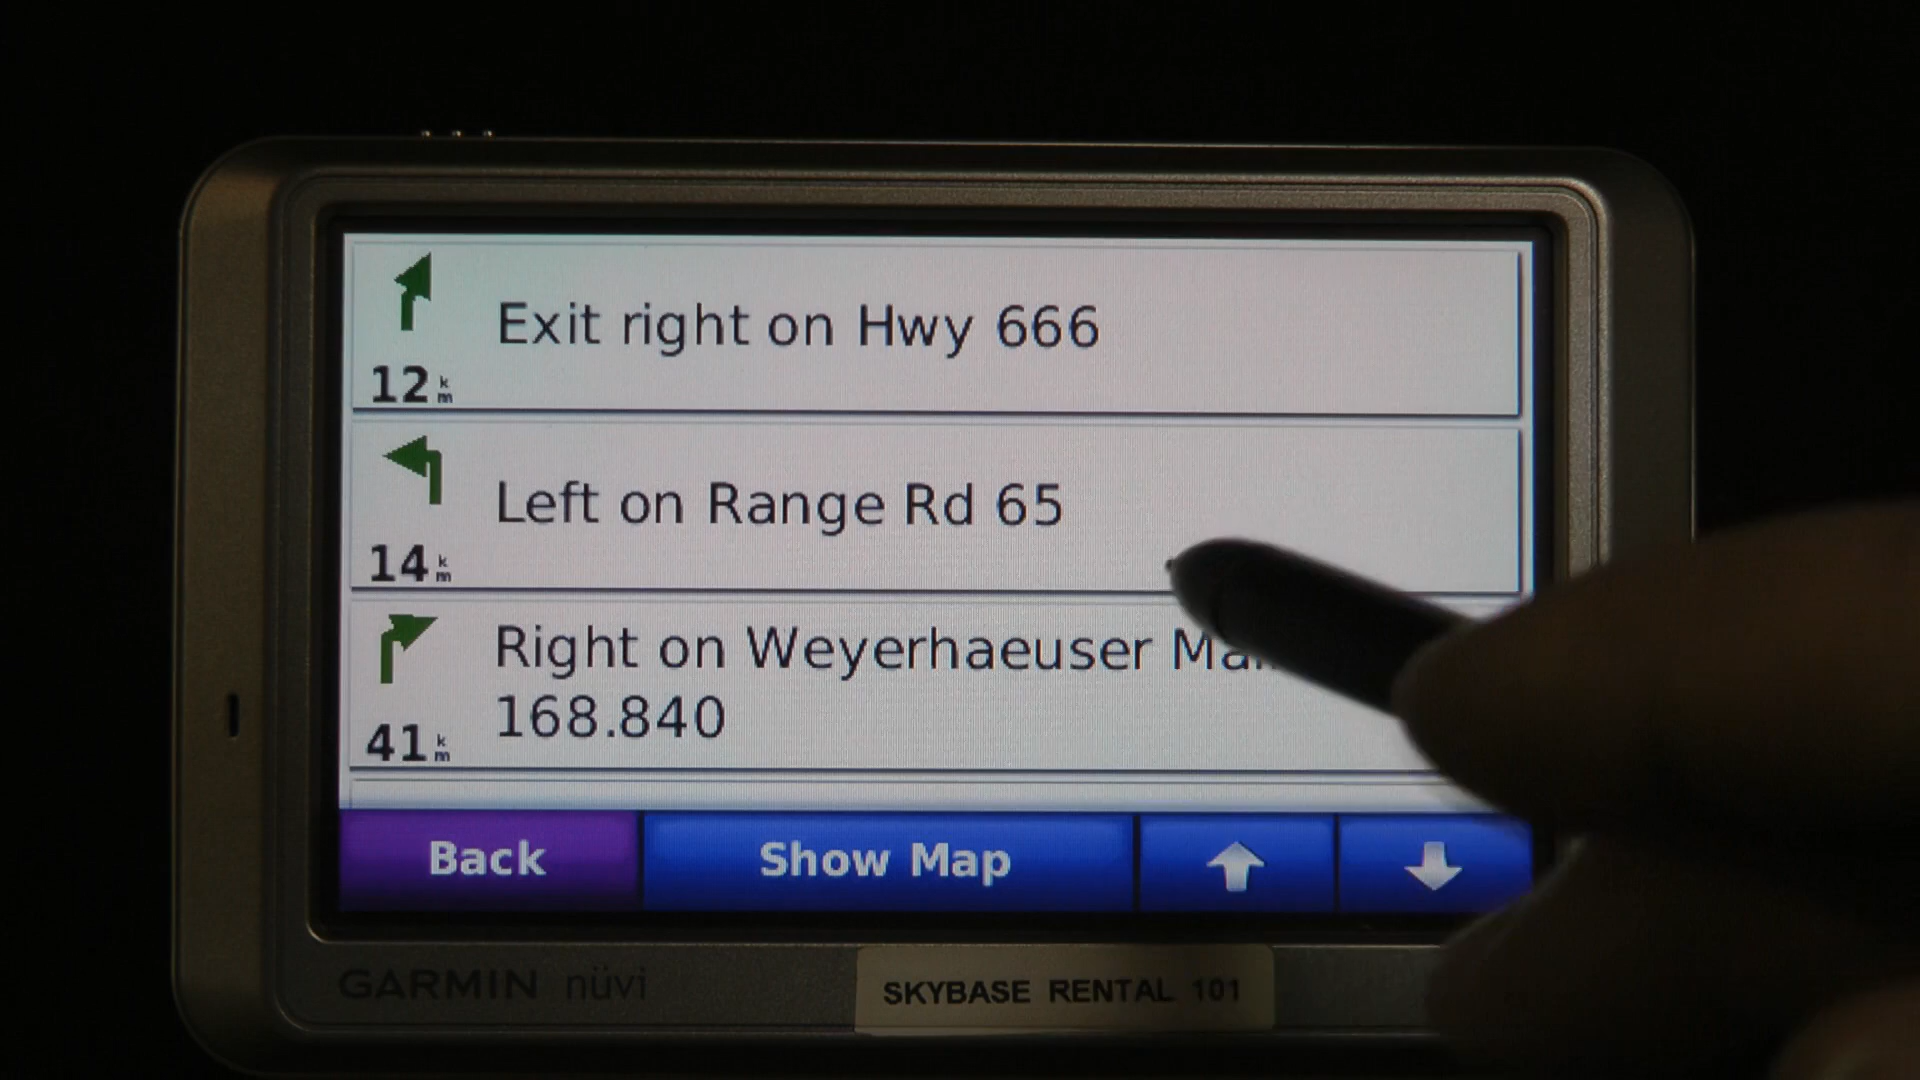 Exit right on Hwy 666
12 km
Left on Range Rd 65
14 km
Right on Weyerhaeuser
168.840
41 km
Back
Show Map
GARMIN nüvi
SKYBASE RENTAL 101